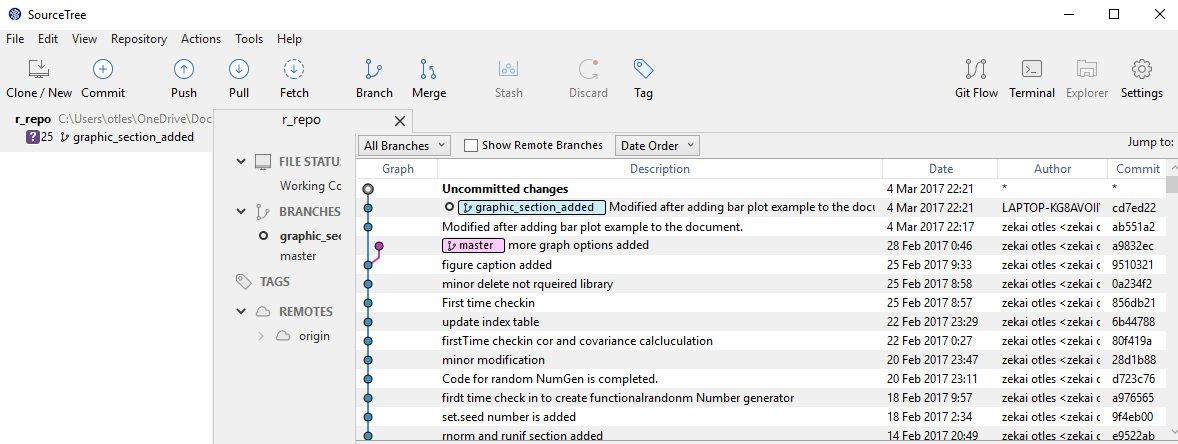 SourceTree
File Edit View Repository Actions Tools Help
Clone / New Commit Push Pull Fetch Branch Merge Stash Discard Tag Git Flow Terminal Explorer Settings
r_repo C:\Users\otles\OneDrive\Doc
? 25 graphic_section_added
r_repo
FILE STATU
Working Co
BRANCHES
graphic_sec
master
TAGS
REMOTES
origin
All Branches Show Remote Branches Date Order Jump to:
Graph Description Date Author Commit
Uncommitted changes 4 Mar 2017 22:21 * *
graphic_section_added Modified after adding bar plot example to the docu 4 Mar 2017 22:21 cd7ed22
Modified after adding bar plot example to the document. 4 Mar 2017 22:17 zekai otles <zekai o ab551a2
master more graph options added 28 Feb 2017 0:46 zekai otles <zekai o a9832ec
figure caption added 25 Feb 2017 9:33 zekai otles <zekai o 9510321
minor delete not rqueired library 25 Feb 2017 8:58 zekai otles <zekai o 0a234f2
First time checkin 25 Feb 2017 8:57 zekai otles <zekai o 856db21
update index table 22 Feb 2017 23:29 zekai otles <zekai o 6b44788
firstTime checkin cor and covariance calcluculation 22 Feb 2017 0:27 zekai otles <zekai o 80f419a
minor modification 20 Feb 2017 23:47 zekai otles <zekai o 28d1b88
Code for random NumGen is completed. 20 Feb 2017 23:11 zekai otles <zekai o d723c76
firdt time check in to create functionalrandonm Number generator 18 Feb 2017 9:57 zekai otles <zekai o a976565
set.seed number is added 18 Feb 2017 2:34 zekai otles <zekai o 9f4eb00
rnorm and runif section added 14 Feb 2017 20:49 zekai otles <zekai o e9522ab